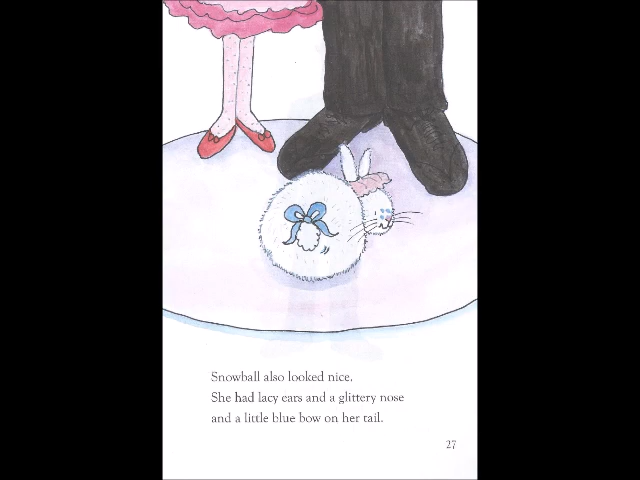 Snowball also looked nice.
She had lacy ears and a glittery nose
and a little blue bow on her tail.
27